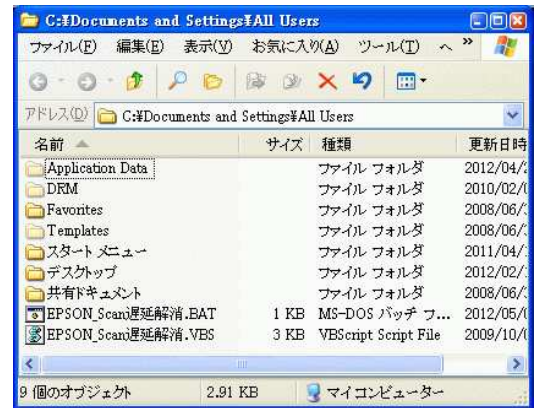 C:¥Documents and Settings¥All Users
ファイル(F) 編集(E) 表示(V) お気に入り(A) ツール(T) »
アドレス(D) C:¥Documents and Settings¥All Users
名前 サイズ 種類 更新日時
Application Data ファイル フォルダ 2012/04/
DRM ファイル フォルダ 2010/02/
Favorites ファイル フォルダ 2008/06/
Templates ファイル フォルダ 2008/06/
スタート メニュー ファイル フォルダ 2011/04/
デスクトップ ファイル フォルダ 2012/02/
共有ドキュメント ファイル フォルダ 2008/06/
EPSON_Scan遅延解消.BAT 1 KB MS-DOS バッチ フ... 2012/05/
EPSON_Scan遅延解消.VBS 3 KB VBScript Script File 2009/10/
9 個のオブジェクト 2.91 KB マイ コンピューター